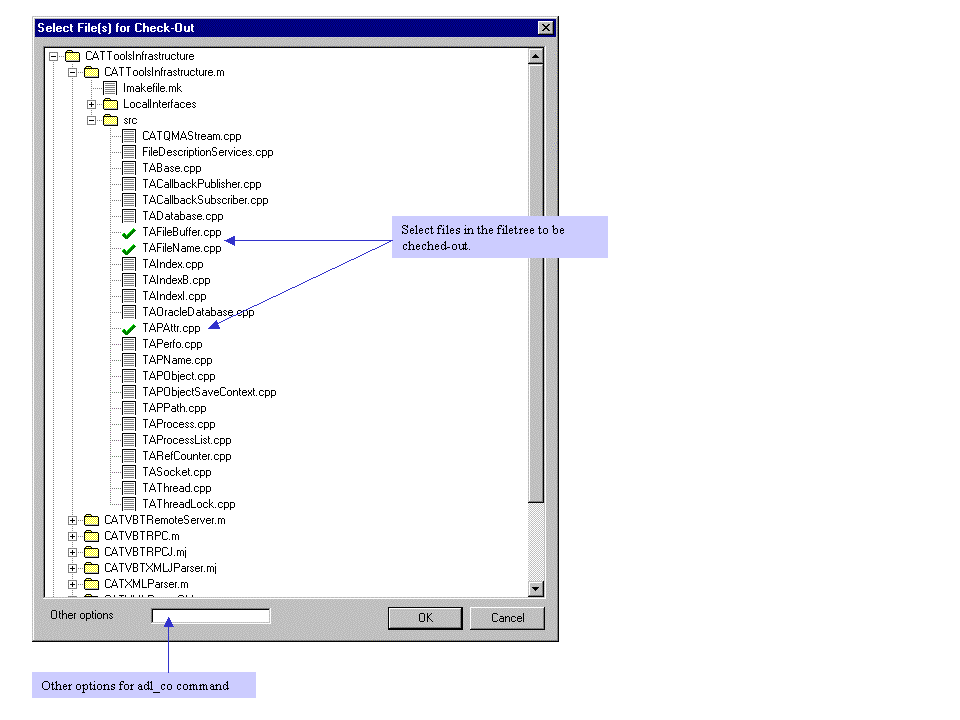 Select File(s) for Check-Out
CATToolsInfrastructure
CATToolsInfrastructure.m
Imakefile.mk
LocalInterfaces
src
CATQMAStream.cpp
FileDescriptionServices.cpp
TABase.cpp
TACallbackPublisher.cpp
TACallbackSubscriber.cpp
TADatabase.cpp
TAFileBuffer.cpp
TAFileName.cpp
TAIndex.cpp
TAIndexB.cpp
TAIndexI.cpp
TAOracleDatabase.cpp
TAPAttr.cpp
TAPerfo.cpp
TAPName.cpp
TAPObject.cpp
TAPObjectSaveContext.cpp
TAPPath.cpp
TAProcess.cpp
TAProcessList.cpp
TARefCounter.cpp
TASocket.cpp
TAThread.cpp
TAThreadLock.cpp
CATVBTRemoteServer.m
CATVBTRPC.m
CATVBTRPCJ.mj
CATVBTXMLJParser.mj
CATXMLParser.m
Select files in the filetree to be
cheched-out.
Other options
OK
Cancel
Other options for adl_co command